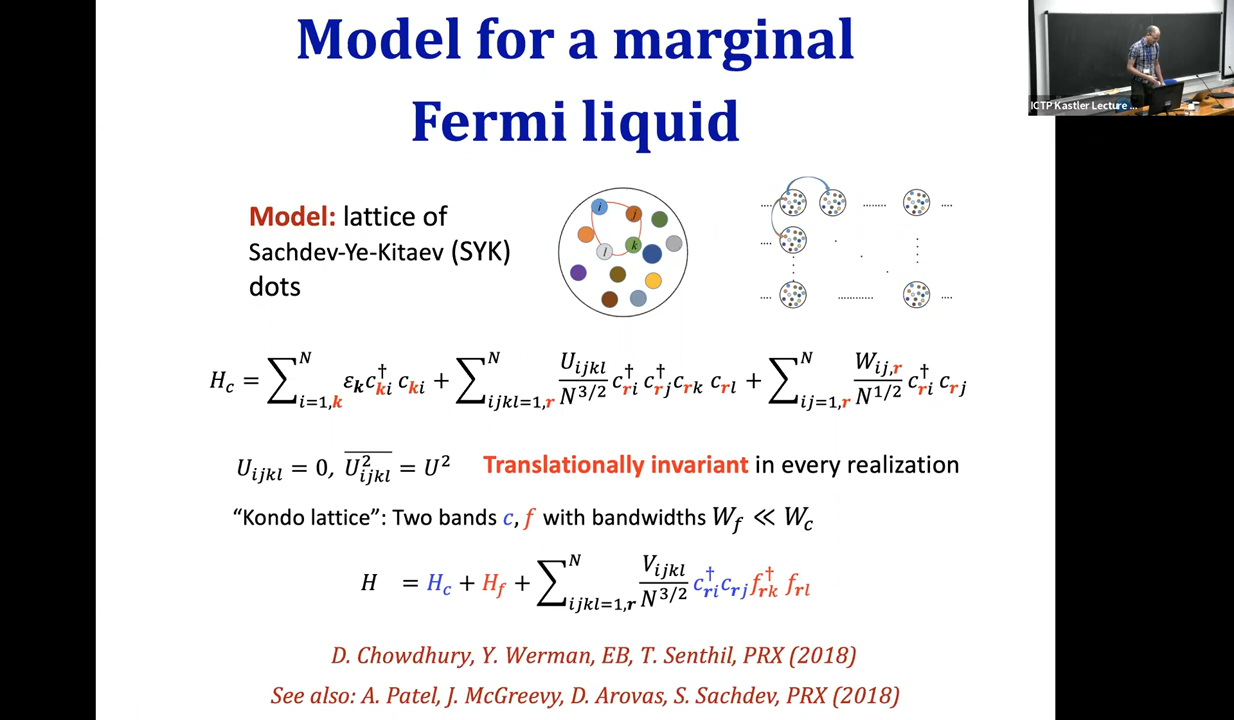 Model for a marginal
Fermi liquid
ICTP Kastler Lecture ...
Model: lattice of
Sachdev-Ye-Kitaev (SYK)
dots
i j k l
H_c = ∑_{i=1,k}^N ε_k c†_{ki} c_{ki} + ∑_{ijkl=1,r}^N U_{ijkl}/N^{3/2} c†_{ri} c†_{rj} c_{rk} c_{rl} + ∑_{ij=1,r}^N W_{ij,r}/N^{1/2} c†_{ri} c_{rj}
U_{ijkl} = 0, \overline{U²_{ijkl}} = U² Translationally invariant in every realization
“Kondo lattice”: Two bands c, f with bandwidths W_f ≪ W_c
H = H_c + H_f + ∑_{ijkl=1,r}^N V_{ijkl}/N^{3/2} c†_{ri} c_{rj} f†_{rk} f_{rl}
D. Chowdhury, Y. Werman, EB, T. Senthil, PRX (2018)
See also: A. Patel, J. McGreevy, D. Arovas, S. Sachdev, PRX (2018)